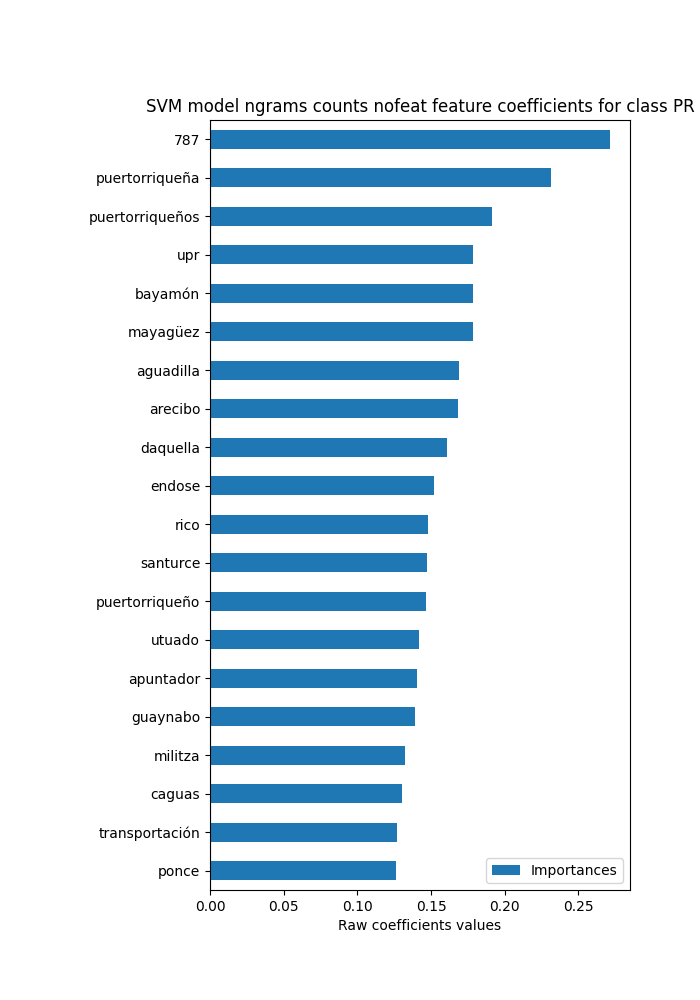 SVM model ngrams counts nofeat feature coefficients for class PR
787
puertorriqueña
puertorriqueños
upr
bayamón
mayagüez
aguadilla
arecibo
daquella
endose
rico
santurce
puertorriqueño
utuado
apuntador
guaynabo
militza
caguas
transportación
ponce
Importances
0.00 0.05 0.10 0.15 0.20 0.25
Raw coefficients values